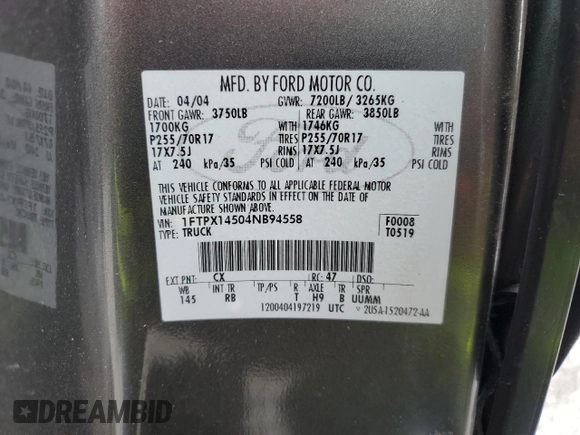 MFD. BY FORD MOTOR CO.
DATE: 04/04 GVWR: 7200LB/ 3265KG
FRONT GAWR: 3750LB REAR GAWR: 3850LB
1700KG WITH 1746KG WITH
P255/70R17 TIRES P255/70R17 TIRES
17X7.5J RIMS 17X7.5J RIMS
AT 240 kPa/35 PSI COLD AT 240 kPa/35 PSI COLD
THIS VEHICLE CONFORMS TO ALL APPLICABLE FEDERAL MOTOR
VEHICLE SAFETY STANDARDS IN EFFECT ON THE DATE OF
MANUFACTURE SHOWN ABOVE.
VIN: 1FTPX14504NB94558 F0008
TYPE: TRUCK T0519
EXT PNT: CX RC: 47 DSO:
WB INT TR TP/PS R AXLE TR SPR
145 RB T H9 B UUMM
1200404197219 UTC
2U5A-1520472-AA
Ford
DREAMBID